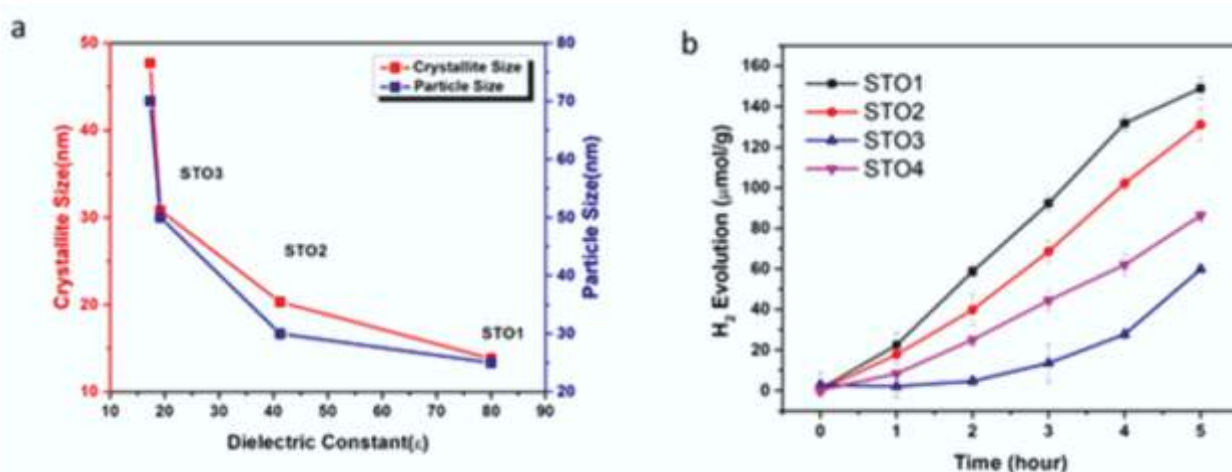 a
50
40
30
20
10
Crystallite Size(nm)
Crystallite Size
Particle Size
STO3
STO2
STO1
80
70
60
50
40
30
20
Particle Size(nm)
10 20 30 40 50 60 70 80 90
Dielectric Constant(ε)
b
160
140
120
100
80
60
40
20
0
H₂ Evolution (μmol/g)
STO1
STO2
STO3
STO4
0 1 2 3 4 5
Time (hour)